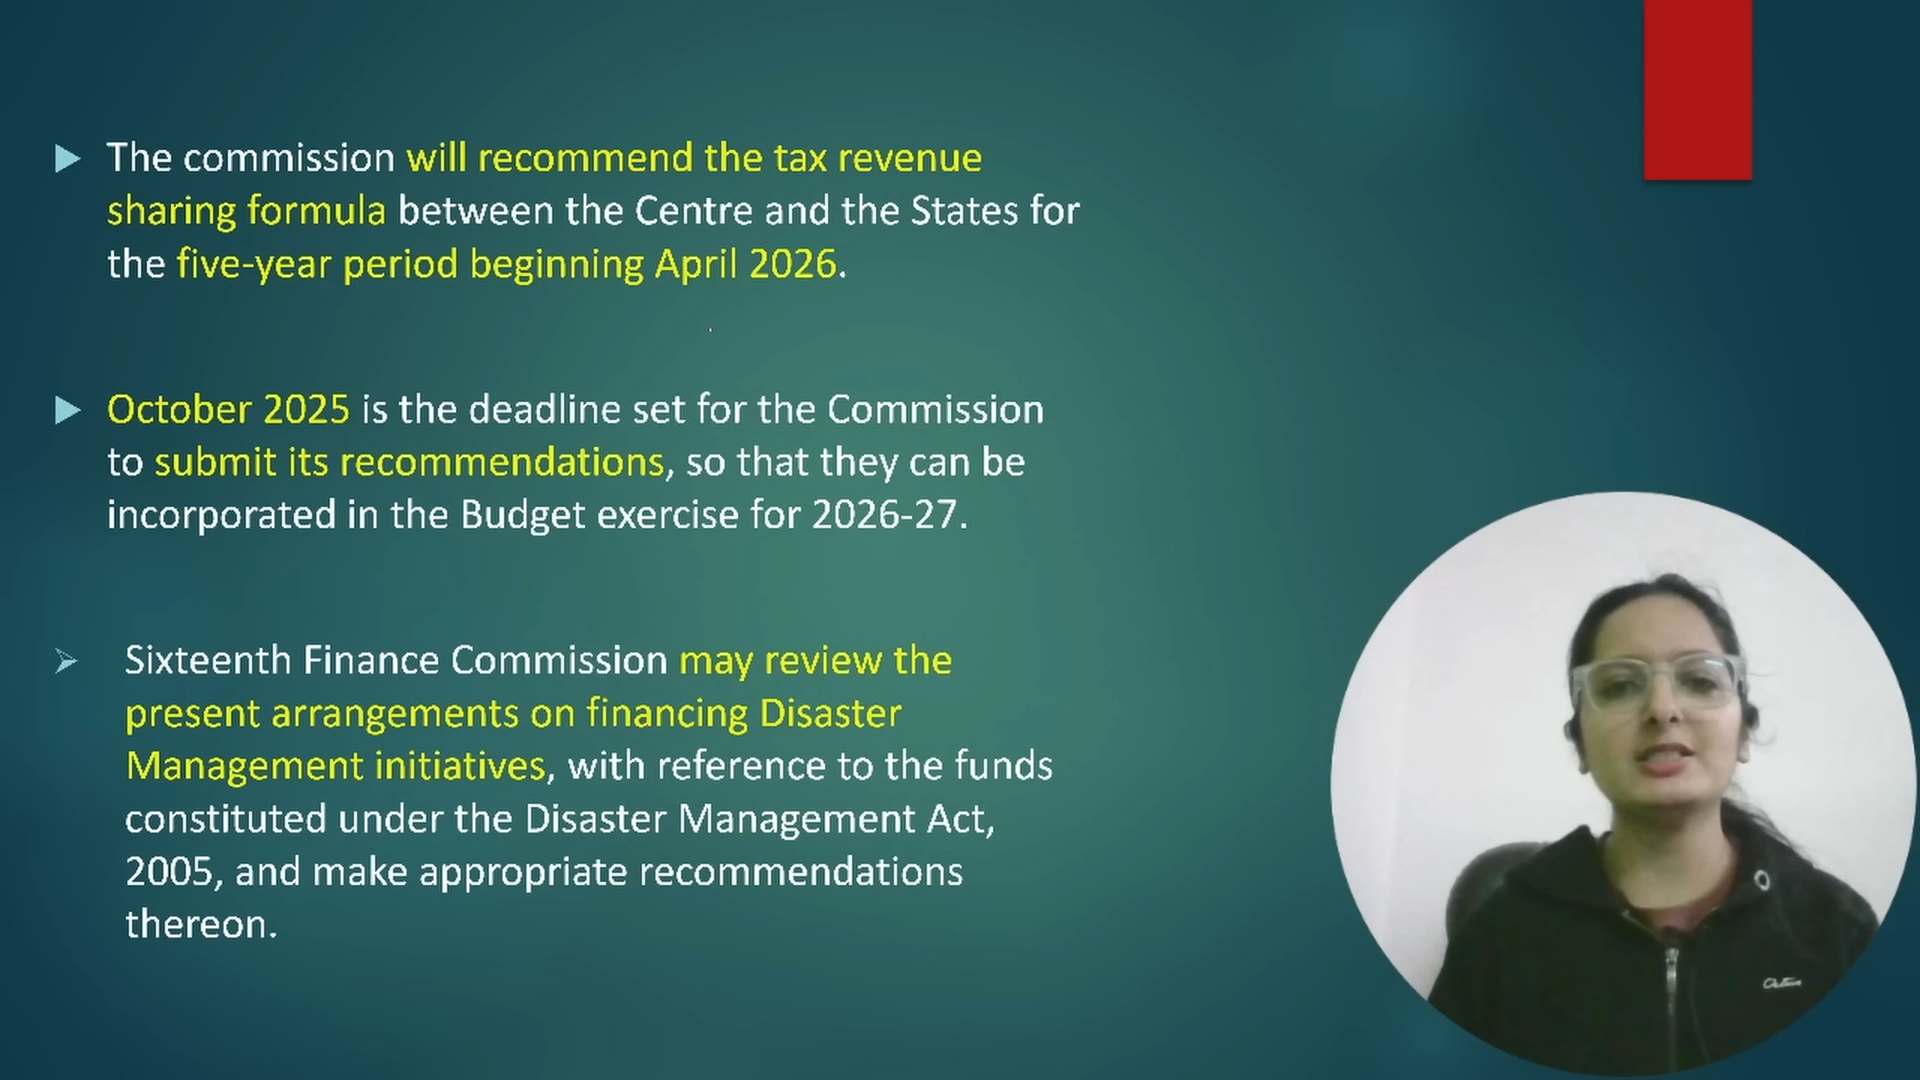 The commission will recommend the tax revenue
sharing formula between the Centre and the States for
the five-year period beginning April 2026.
October 2025 is the deadline set for the Commission
to submit its recommendations, so that they can be
incorporated in the Budget exercise for 2026-27.
Sixteenth Finance Commission may review the
present arrangements on financing Disaster
Management initiatives, with reference to the funds
constituted under the Disaster Management Act,
2005, and make appropriate recommendations
thereon.